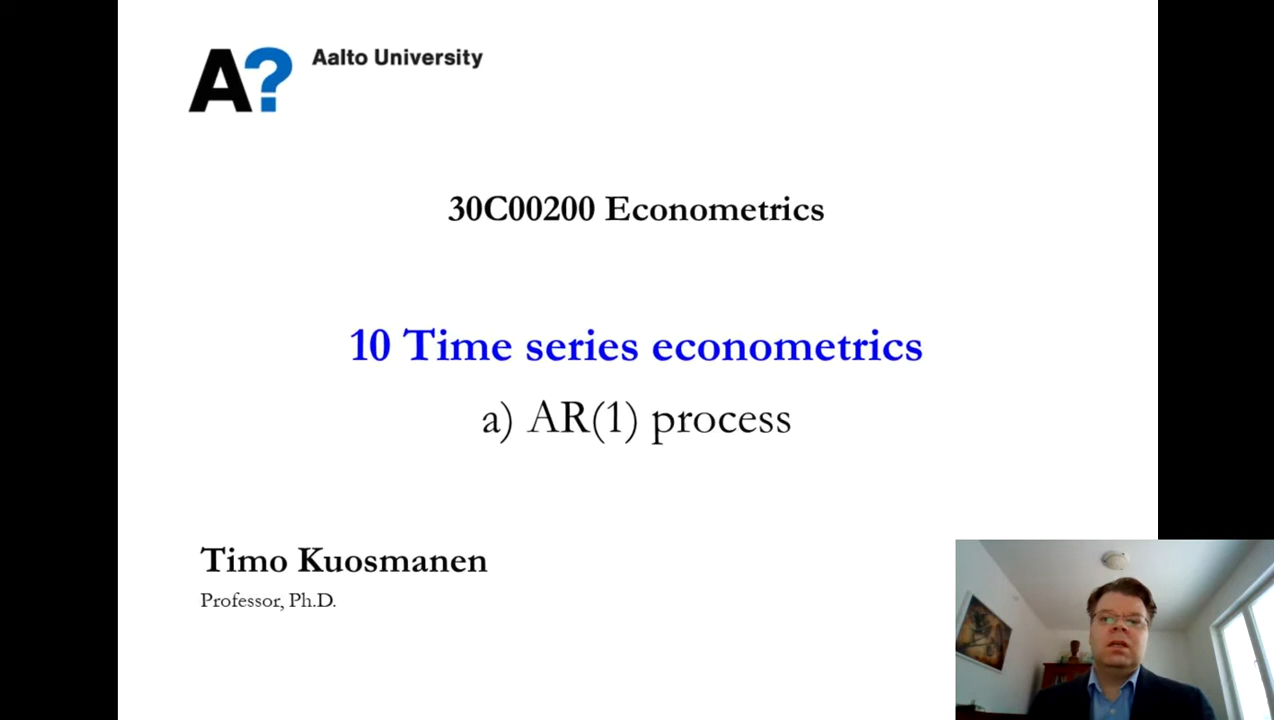 A?
Aalto University
30C00200 Econometrics
10 Time series econometrics
a) AR(1) process
Timo Kuosmanen
Professor, Ph.D.